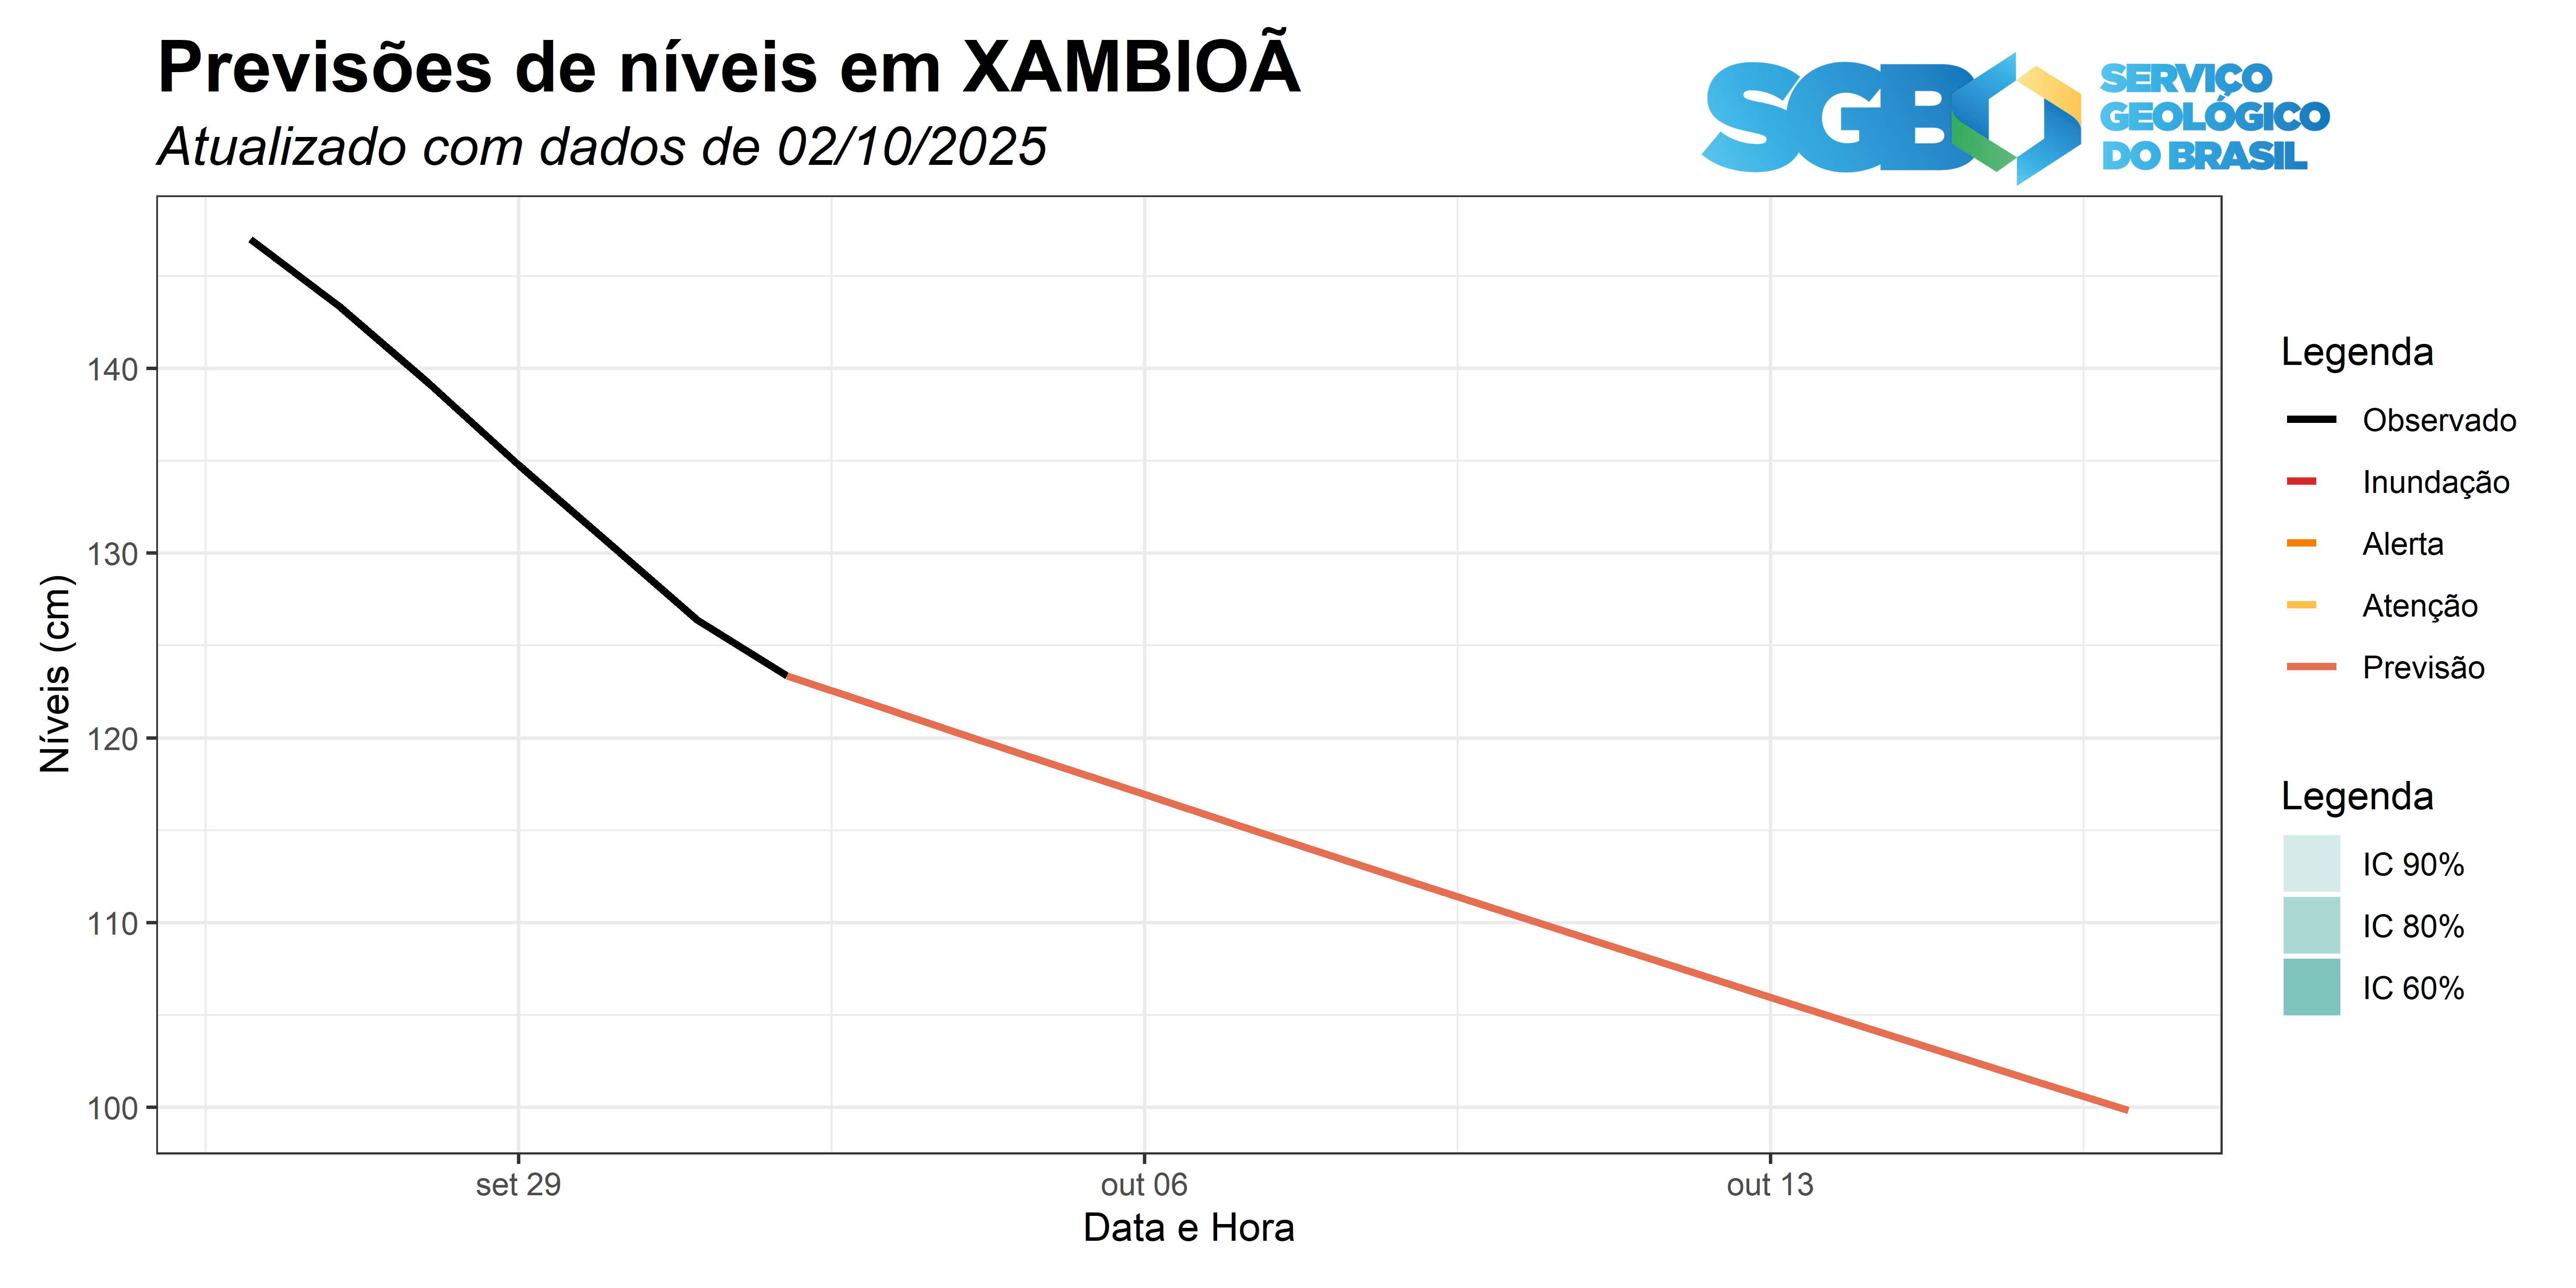 Previsões de níveis em XAMBIOÃ
Atualizado com dados de 02/10/2025
SGB
SERVIÇO
GEOLÓGICO
DO BRASIL
Níveis (cm)
140
130
120
110
100
set 29
out 06
out 13
Data e Hora
Legenda
Observado
Inundação
Alerta
Atenção
Previsão
Legenda
IC 90%
IC 80%
IC 60%